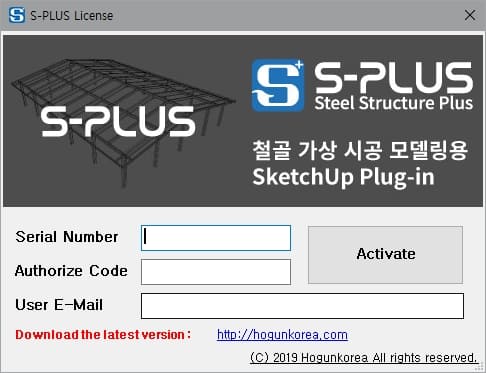 S-PLUS License
S-PLUS
S+ S-PLUS
Steel Structure Plus
철골 가상 시공 모델링용
SketchUp Plug-in
Serial Number
Activate
Authorize Code
User E-Mail
Download the latest version :
http://hogunkorea.com
(C) 2019 Hogunkorea All rights reserved.